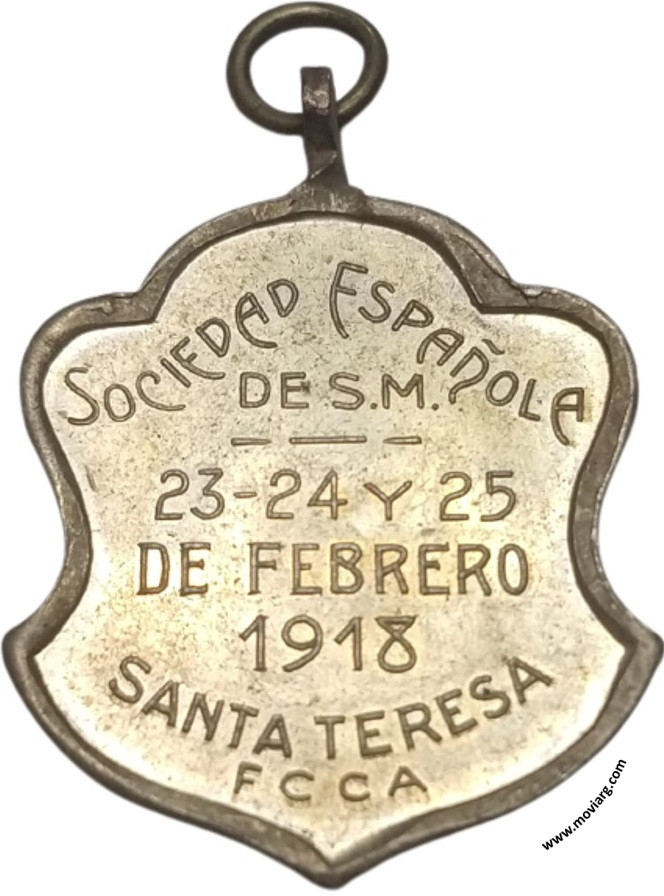 SOCIEDAD ESPAÑOLA
DE S.M.
23-24 Y 25
DE FEBRERO
1918
SANTA TERESA
F C C A
www.moviarg.com